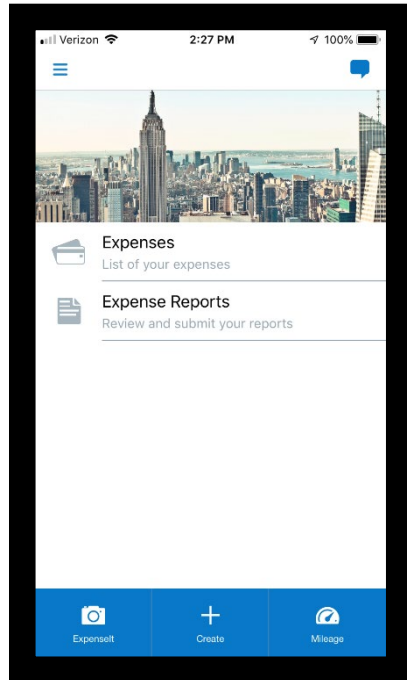 Verizon 2:27 PM 100%
Expenses
List of your expenses
Expense Reports
Review and submit your reports
ExpenseIt Create Mileage